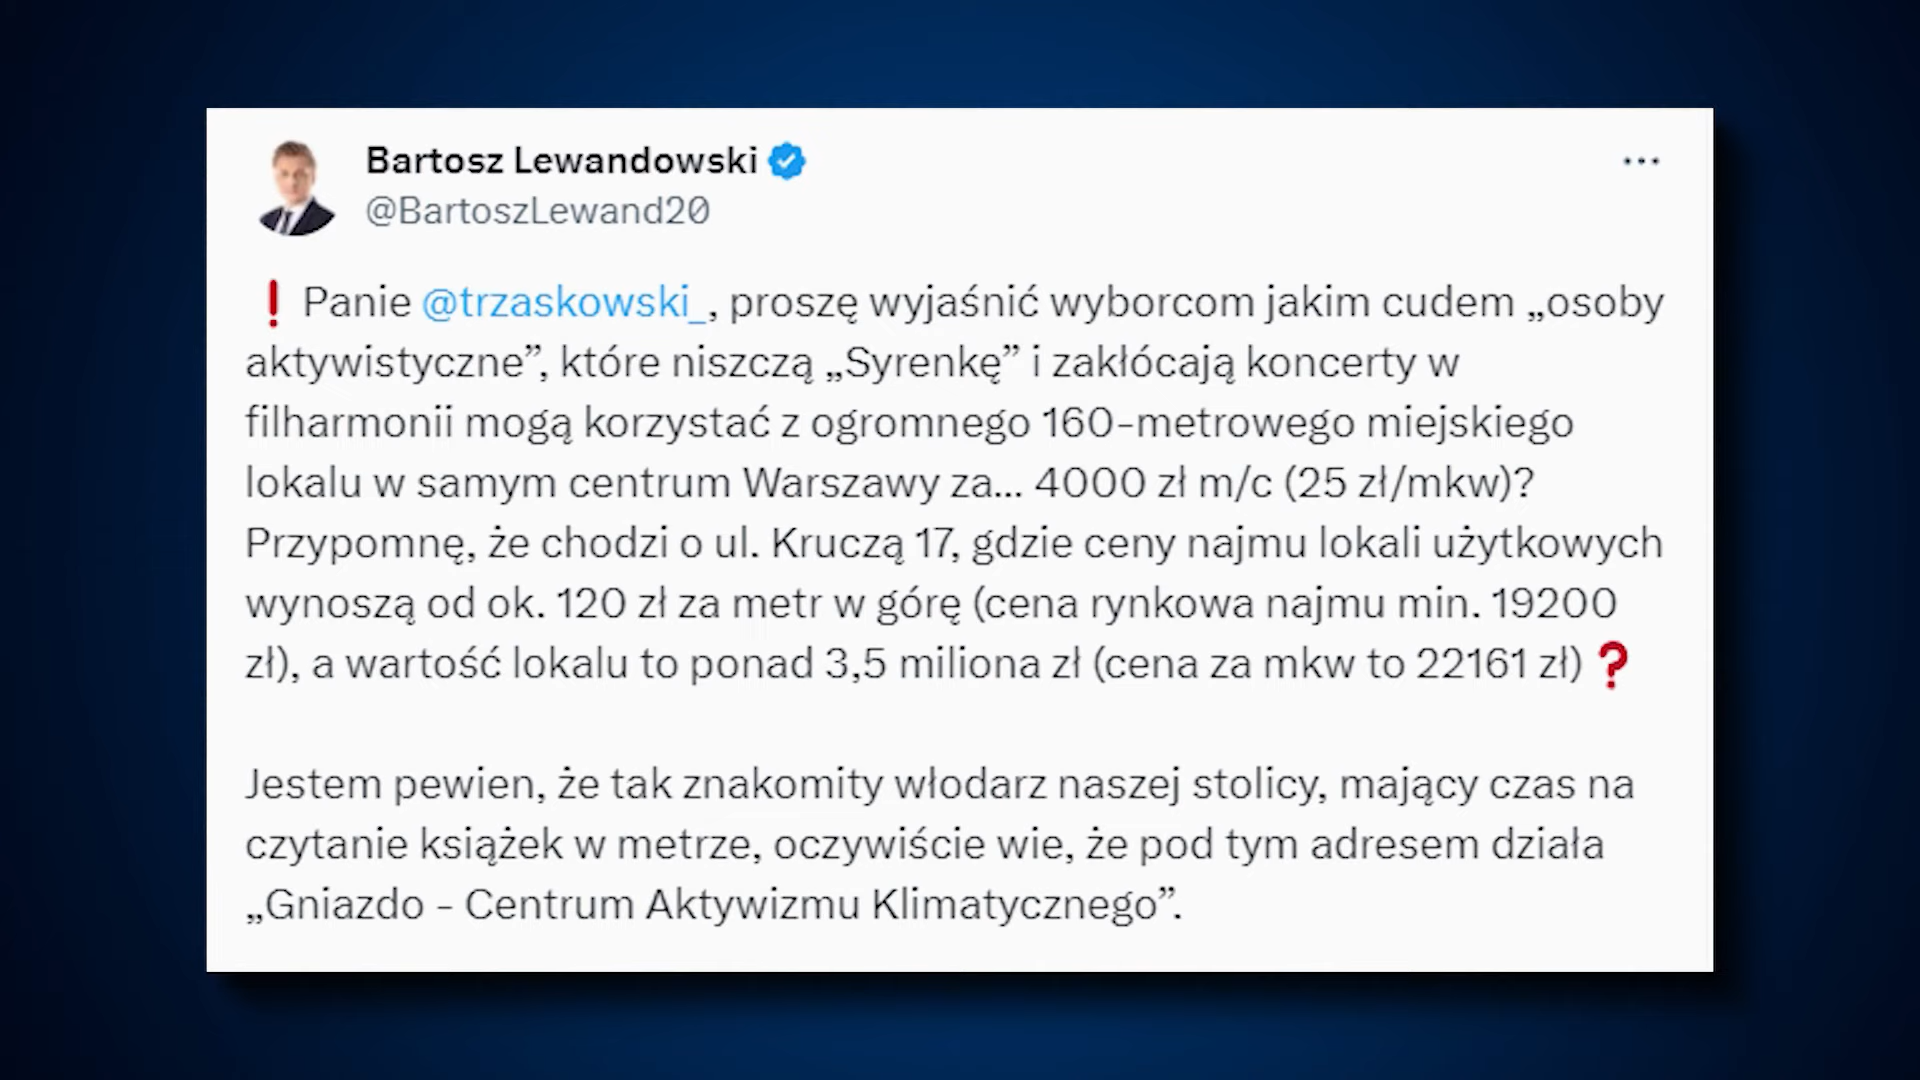 Bartosz Lewandowski
@BartoszLewand20
❗ Panie @trzaskowski_, proszę wyjaśnić wyborcom jakim cudem „osoby
aktywistyczne”, które niszczą „Syrenkę” i zakłócają koncerty w
filharmonii mogą korzystać z ogromnego 160-metrowego miejskiego
lokalu w samym centrum Warszawy za... 4000 zł m/c (25 zł/mkw)?
Przypomnę, że chodzi o ul. Kruczą 17, gdzie ceny najmu lokali użytkowych
wynoszą od ok. 120 zł za metr w górę (cena rynkowa najmu min. 19200
zł), a wartość lokalu to ponad 3,5 miliona zł (cena za mkw to 22161 zł) ❓
Jestem pewien, że tak znakomity włodarz naszej stolicy, mający czas na
czytanie książek w metrze, oczywiście wie, że pod tym adresem działa
„Gniazdo - Centrum Aktywizmu Klimatycznego”.